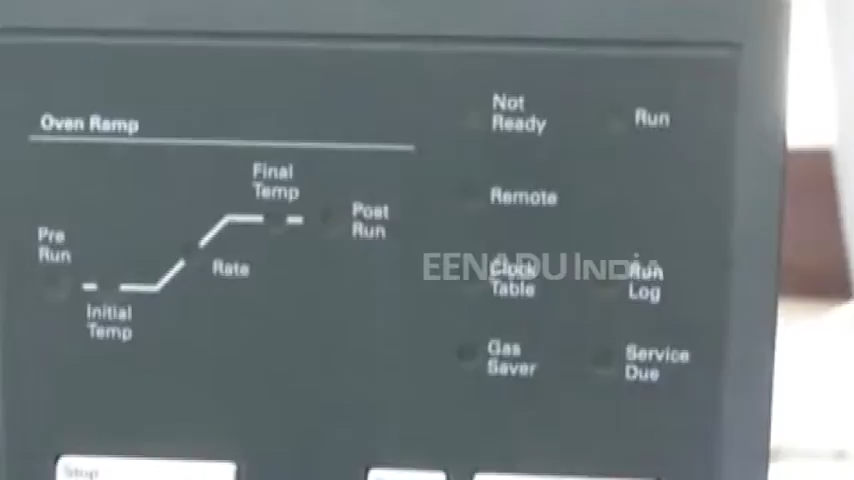 Oven Ramp
Pre
Run
Initial
Temp
Rate
Final
Temp
Post
Run
Not
Ready
Run
Remote
Clock
Table
Run
Log
Gas
Saver
Service
Due
EENADU INDIA
Stop